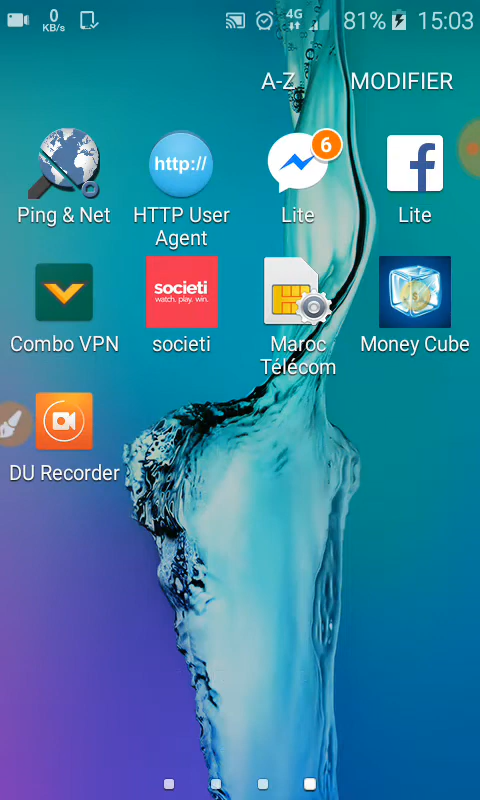 0
KB/s
4G
81%
15:03
A-Z
MODIFIER
6
http://
Ping & Net
HTTP User
Agent
Lite
Lite
societi
watch. play. win.
Combo VPN
societi
Maroc
Télécom
Money Cube
DU Recorder